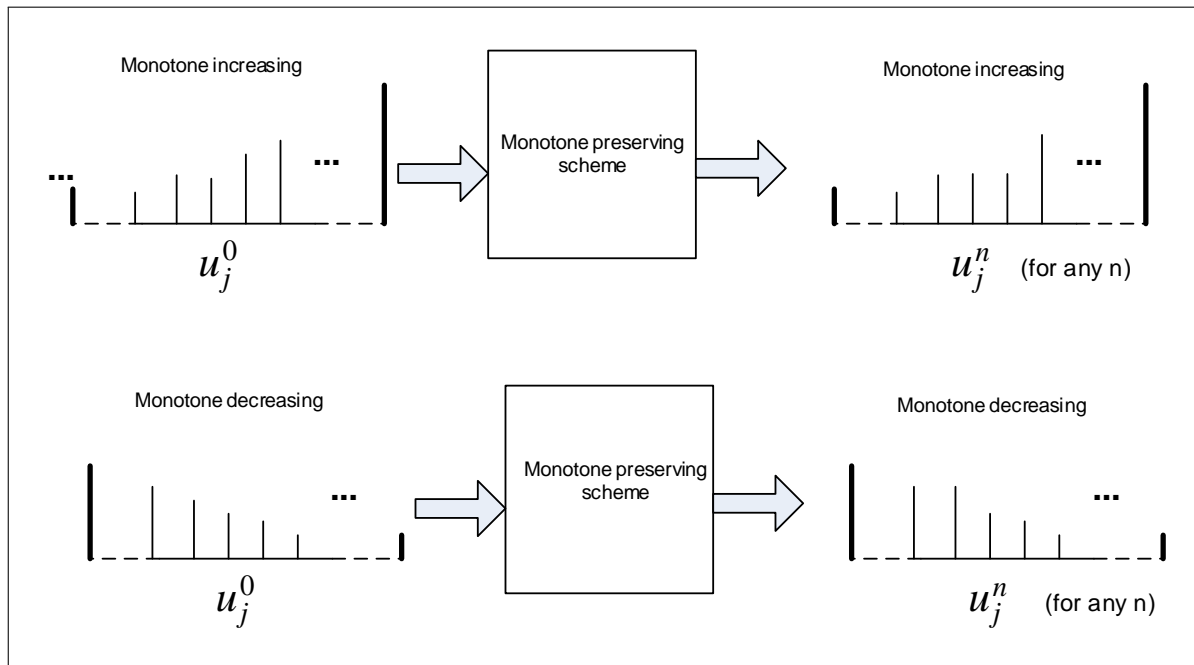 Monotone increasing
Monotone increasing
Monotone preserving
scheme
...
...
...
u_j^0
u_j^n (for any n)
Monotone decreasing
Monotone decreasing
Monotone preserving
scheme
...
...
u_j^0
u_j^n (for any n)